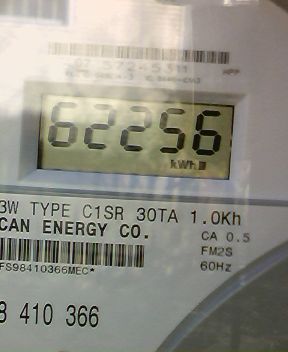 62256
kWh
3W TYPE C1SR 30TA 1.0Kh
CAN ENERGY CO.
CA 0.5
FM2S
60Hz
FS98410366MEC*
8 410 366